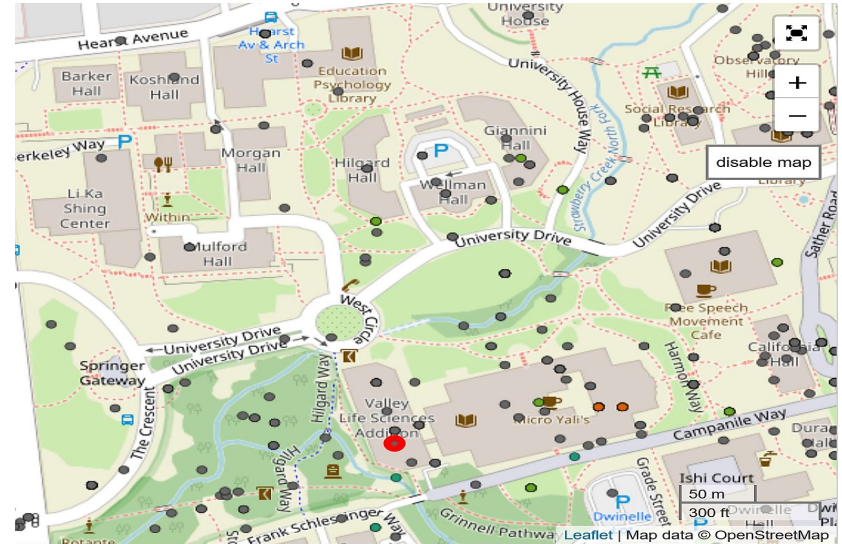 University
House
Hearst Avenue
Hearst
Av & Arch
St
Education
Psychology
Library
Barker
Hall
Koshland
Hall
University House Way
Observatory
Hill
+
−
Social Research
Library
P
Giannini
Hall
P
Strawberry Creek North Fork
disable map
erkeley Way
Morgan
Hall
Hilgard
Hall
Wellman
Hall
Library
Li Ka
Shing
Center
Within
University Drive
Sather Road
University Drive
Mulford
Hall
West Circle
Free Speech
Movement
Cafe
University Drive
University Drive
Springer
Gateway
Hilgard Way
Harmon Way
California
Hall
The Crescent
Valley
Life Sciences
Addition
Micro Yali's
Campanile Way
Dura
Hall
Hilgard Way
Grade Street
Ishi Court
50 m
300 ft
P
Dwinelle
P
Dwinelle
Hall
Frank Schlessinger Way
Grinnell Pathway
Leaflet | Map data © OpenStreetMap